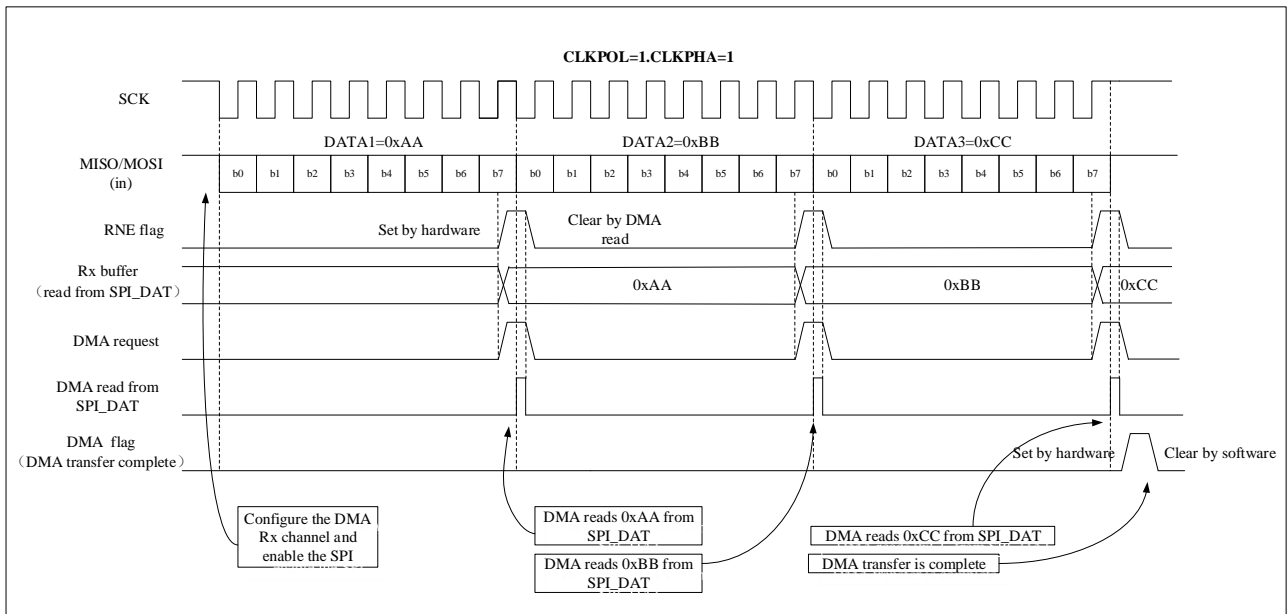 CLKPOL=1.CLKPHA=1
SCK
DATA1=0xAA DATA2=0xBB DATA3=0xCC
MISO/MOSI
(in)
b0 b1 b2 b3 b4 b5 b6 b7 b0 b1 b2 b3 b4 b5 b6 b7 b0 b1 b2 b3 b4 b5 b6 b7
RNE flag
Set by hardware
Clear by DMA
read
Rx buffer
（read from SPI_DAT）
0xAA 0xBB 0xCC
DMA request
DMA read from
SPI_DAT
DMA flag
（DMA transfer complete）
Set by hardware Clear by software
Configure the DMA
Rx channel and
enable the SPI
DMA reads 0xAA from
SPI_DAT
DMA reads 0xBB from
SPI_DAT
DMA reads 0xCC from SPI_DAT
DMA transfer is complete